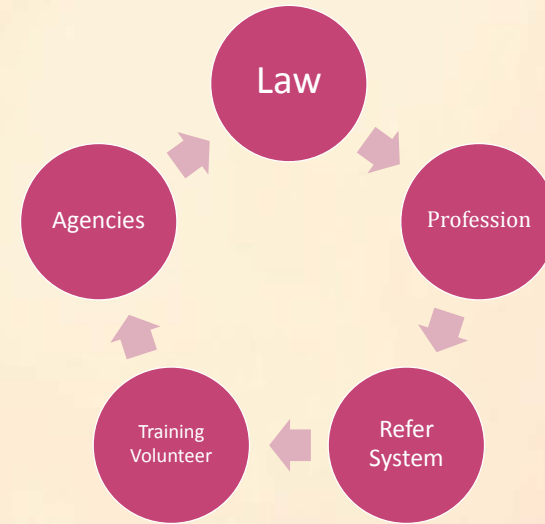 Law
Profession
Refer
System
Training
Volunteer
Agencies